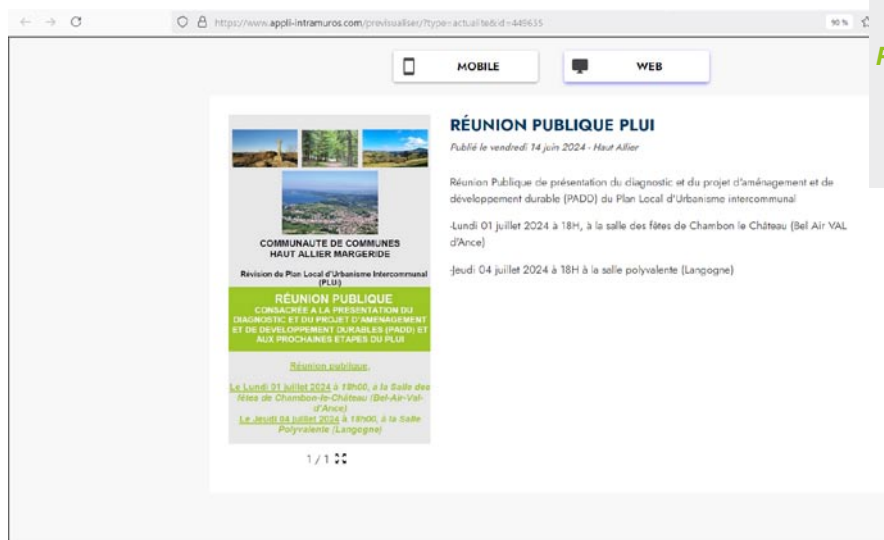 https://www.appli-intramuros.com/previsualiser/?type=actualite&id=449635
90 %
MOBILE
WEB
COMMUNAUTE DE COMMUNES
HAUT ALLIER MARGERIDE
Révision du Plan Local d'Urbanisme Intercommunal
(PLUi)
RÉUNION PUBLIQUE
CONSACRÉE A LA PRÉSENTATION DU
DIAGNOSTIC ET DU PROJET D'AMENAGEMENT
ET DE DEVELOPPEMENT DURABLES (PADD) ET
AUX PROCHAINES ETAPES DU PLUI
Réunion publique,
Le Lundi 01 juillet 2024 à 18h00, à la Salle des
fêtes de Chambon-le-Château (Bel-Air-Val-
d'Ance)
Le Jeudi 04 juillet 2024 à 18h00, à la Salle
Polyvalente (Langogne)
1 / 1
RÉUNION PUBLIQUE PLUI
Publié le vendredi 14 juin 2024 - Haut Allier
Réunion Publique de présentation du diagnostic et du projet d'aménagement et de
développement durable (PADD) du Plan Local d'Urbanisme intercommunal
-Lundi 01 juillet 2024 à 18H, à la salle des fêtes de Chambon le Château (Bel Air VAL
d'Ance)
-Jeudi 04 juillet 2024 à 18H à la salle polyvalente (Langogne)